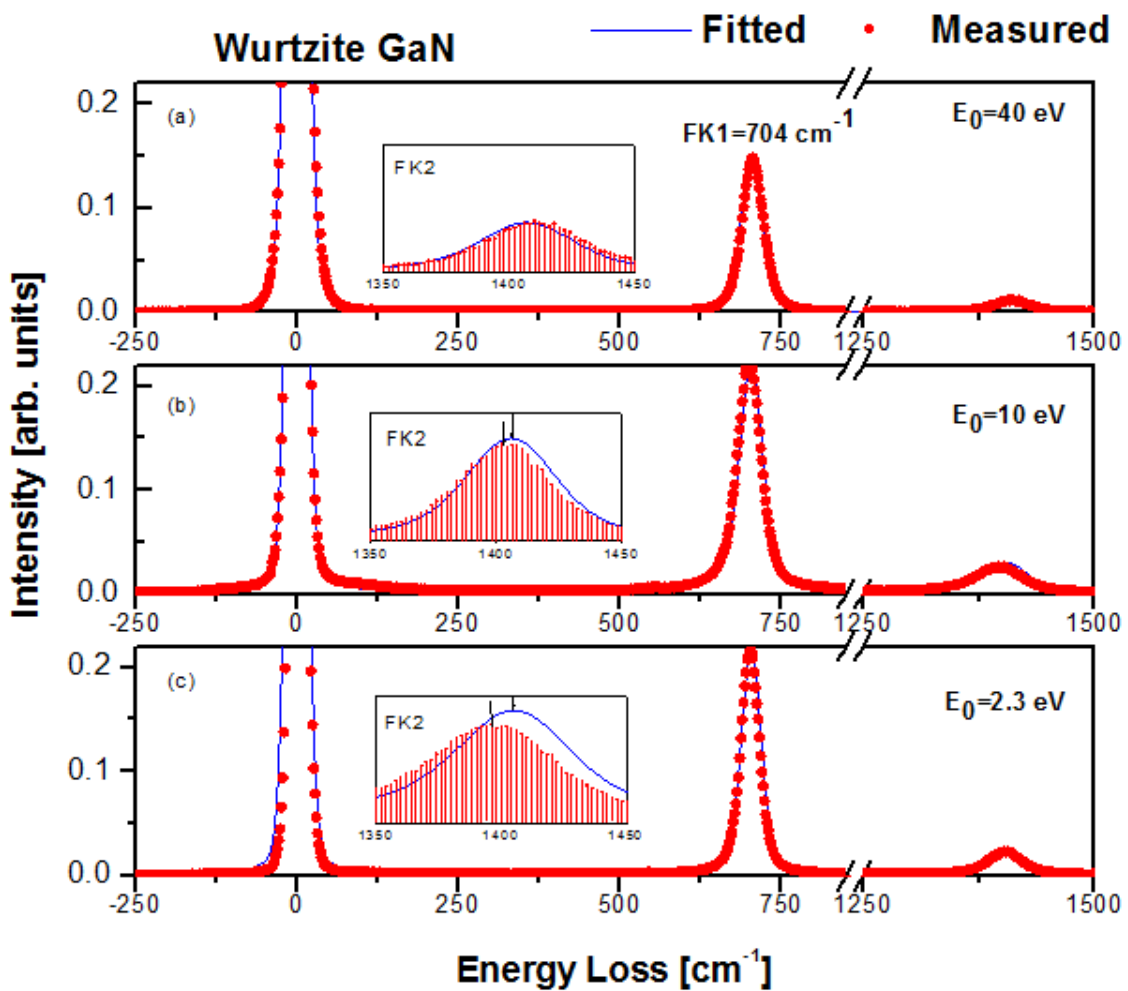 Wurtzite GaN
Fitted
Measured
Intensity [arb. units]
(a)
FK2
1350 1400 1450
FK1=704 cm-1
E0=40 eV
0.2
0.1
0.0
-250 0 250 500 750 1250 1500
(b)
FK2
1350 1400 1450
E0=10 eV
0.2
0.1
0.0
-250 0 250 500 750 1250 1500
(c)
FK2
1350 1400 1450
E0=2.3 eV
0.2
0.1
0.0
-250 0 250 500 750 1250 1500
Energy Loss [cm-1]